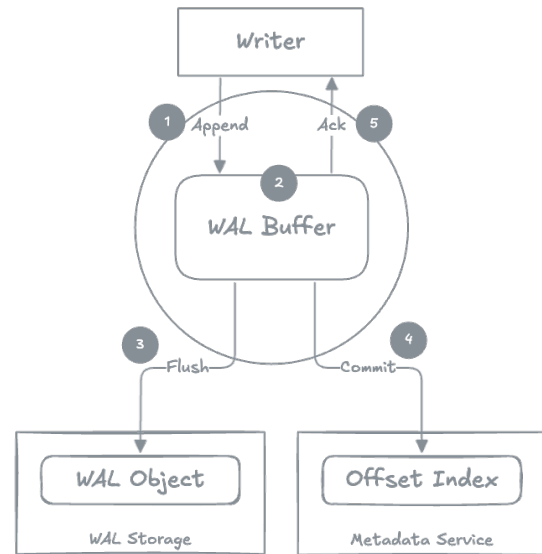 Writer
1 Append Ack 5
2
WAL Buffer
3 4
Flush Commit
WAL Object Offset Index
WAL Storage Metadata Service